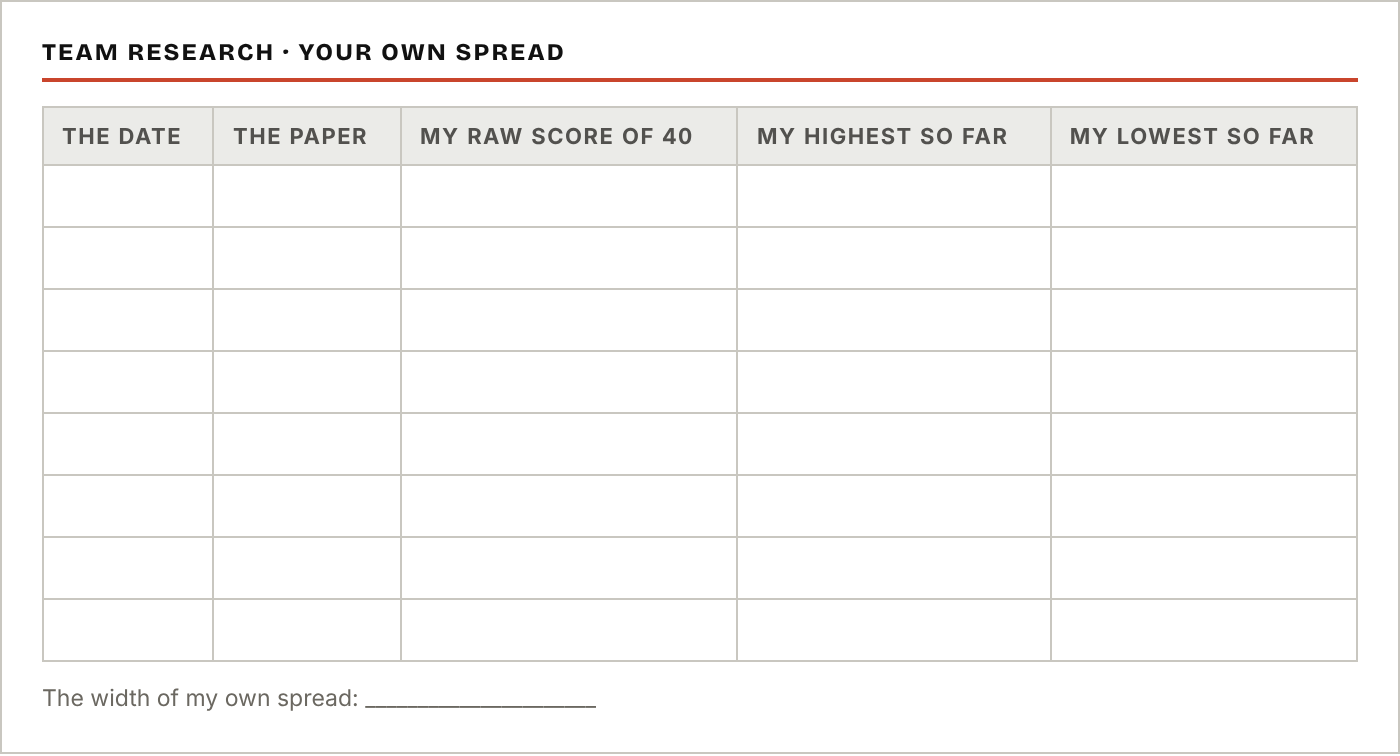 TEAM RESEARCH · YOUR OWN SPREAD
THE DATE THE PAPER MY RAW SCORE OF 40 MY HIGHEST SO FAR MY LOWEST SO FAR
The width of my own spread: ____________________